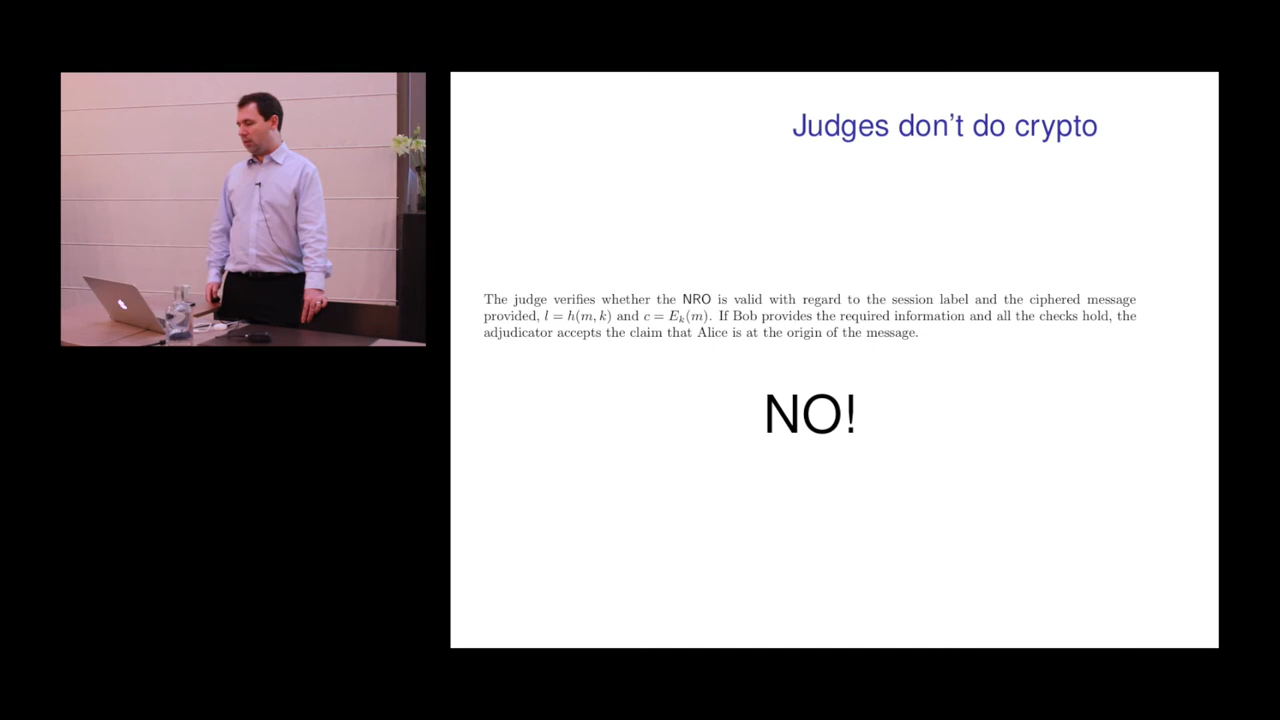 Judges don't do crypto
The judge verifies whether the NRO is valid with regard to the session label and the ciphered message
provided, l = h(m, k) and c = Eₖ(m). If Bob provides the required information and all the checks hold, the
adjudicator accepts the claim that Alice is at the origin of the message.
NO!